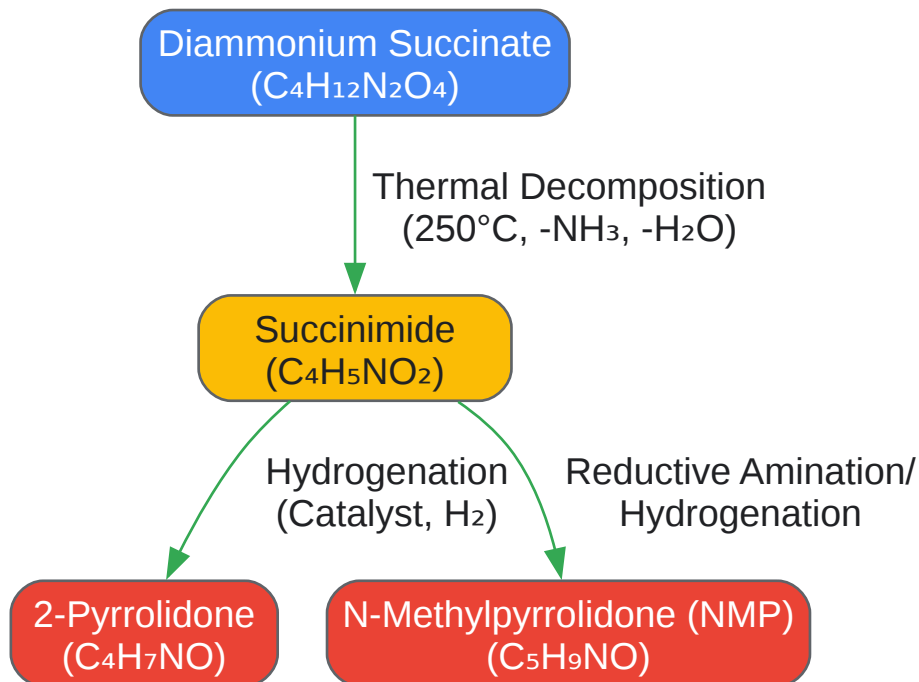 Diammonium Succinate
(C₄H₁₂N₂O₄)
Thermal Decomposition
(250°C, -NH₃, -H₂O)
Succinimide
(C₄H₅NO₂)
Hydrogenation
(Catalyst, H₂)
Reductive Amination/
Hydrogenation
2-Pyrrolidone
(C₄H₇NO)
N-Methylpyrrolidone (NMP)
(C₅H₉NO)